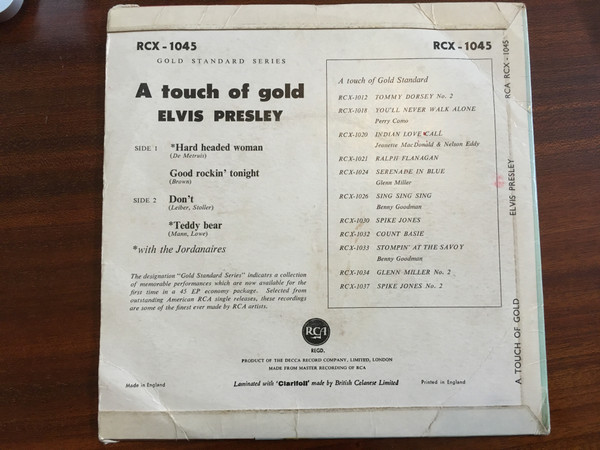 RCX - 1045
GOLD STANDARD SERIES
A touch of gold
ELVIS PRESLEY
SIDE 1 *Hard headed woman
(De Metruis)
Good rockin' tonight
(Brown)
SIDE 2 Don't
(Leiber, Stoller)
*Teddy bear
(Mann, Lowe)
*with the Jordanaires
The designation "Gold Standard Series" indicates a collection
of memorable performances which are now available for the
first time in a 45 EP economy package. Selected from
outstanding American RCA single releases, these recordings
are some of the finest ever made by RCA artists.
RCX - 1045
A touch of Gold Standard
RCX-1012 TOMMY DORSEY No. 2
RCX-1018 YOU'LL NEVER WALK ALONE
Perry Como
RCX-1020 INDIAN LOVE CALL
Jeanette MacDonald & Nelson Eddy
RCX-1021 RALPH FLANAGAN
RCX-1024 SERENADE IN BLUE
Glenn Miller
RCX-1026 SING SING SING
Benny Goodman
RCX-1030 SPIKE JONES
RCX-1032 COUNT BASIE
RCX-1033 STOMPIN' AT THE SAVOY
Benny Goodman
RCX-1034 GLENN MILLER No. 2
RCX-1037 SPIKE JONES No. 2
RCA
REGD.
PRODUCT OF THE DECCA RECORD COMPANY, LIMITED, LONDON
MADE FROM MASTER RECORDING OF RCA
Made in England
Laminated with 'Clarifoil' made by British Celanese Limited
Printed in England
A TOUCH OF GOLD ELVIS PRESLEY RCA RCX-1045